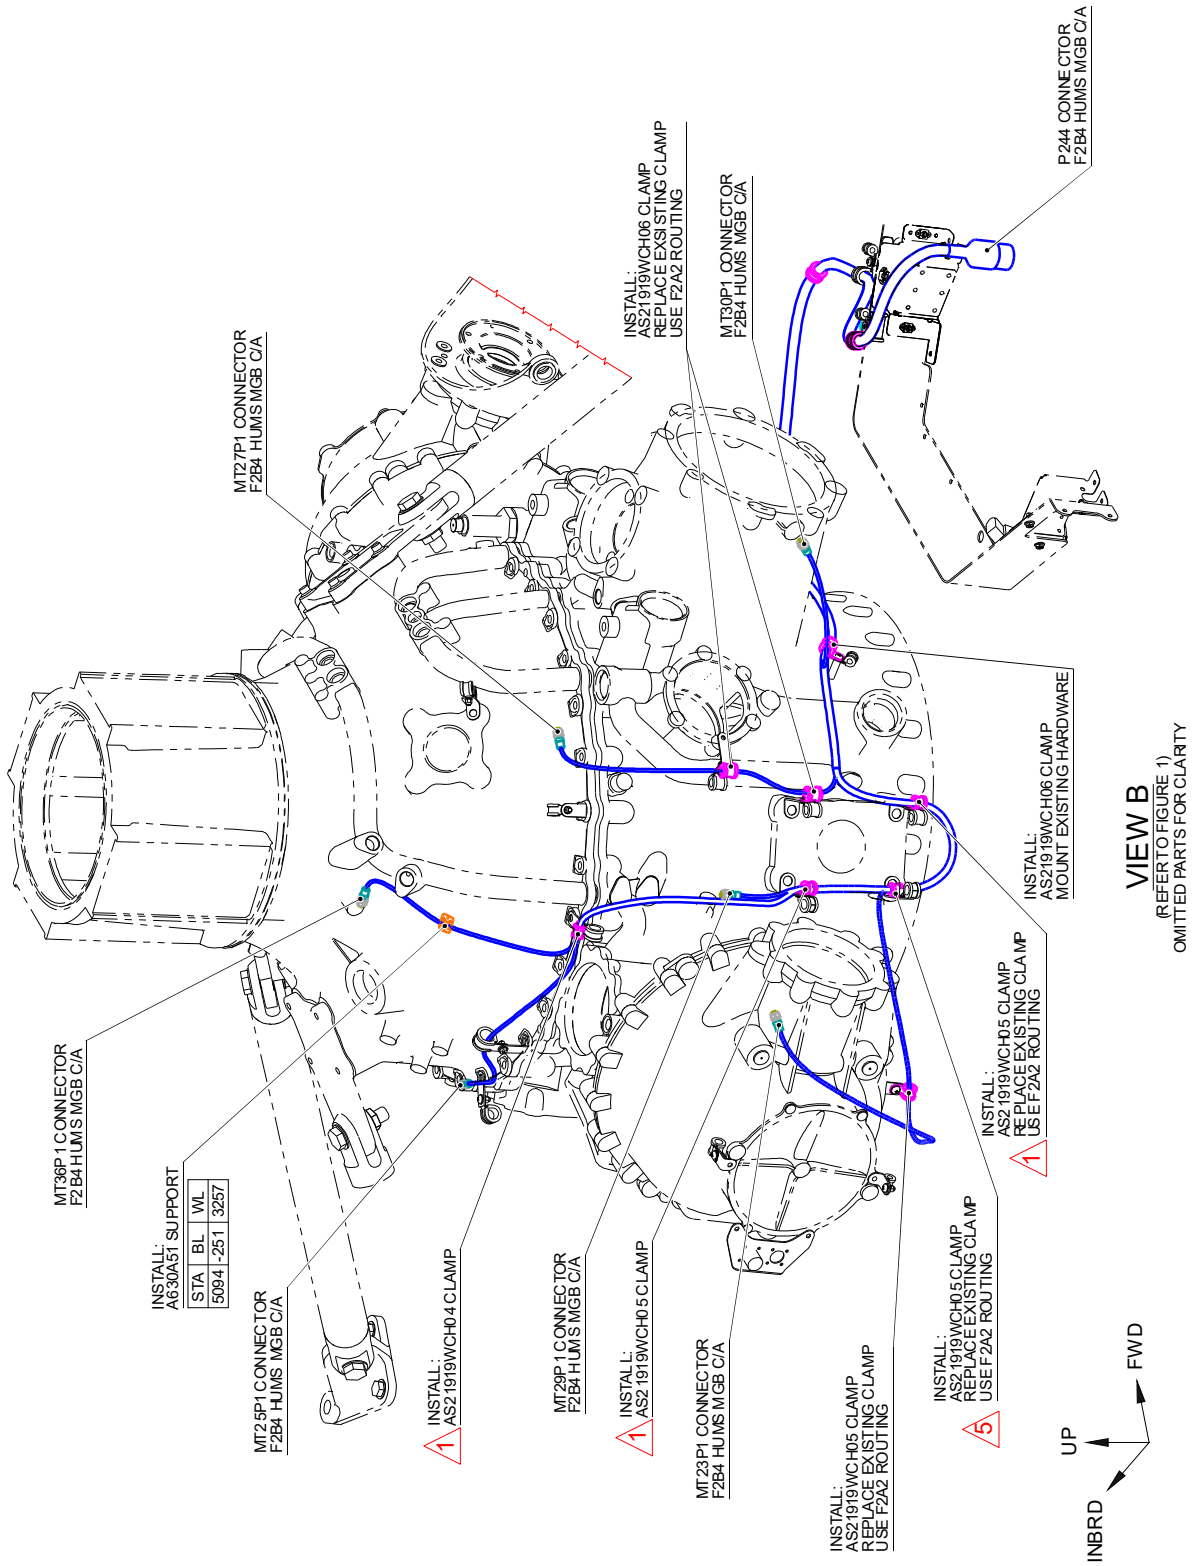 P244 CONNECTOR
F2B4 HUMS MGB C/A
INSTALL:
AS21919WCH06 CLAMP
REPLACE EXSISTING CLAMP
USE F2A2 ROUTING
MT30P1 CONNECTOR
F2B4 HUMS MGB C/A
MT27P1 CONNECTOR
F2B4 HUMS MGB C/A
MT36P1 CONNECTOR
F2B4 HUMS MGB C/A
INSTALL:
A630A51 SUPPORT
STA BL WL
5094 -251 3257
MT25P1 CONNECTOR
F2B4 HUMS MGB C/A
1
INSTALL:
AS21919WCH04 CLAMP
MT29P1 CONNECTOR
F2B4 HUMS MGB C/A
1
INSTALL:
AS21919WCH05 CLAMP
MT23P1 CONNECTOR
F2B4 HUMS MGB C/A
INSTALL:
AS21919WCH05 CLAMP
REPLACE EXISTING CLAMP
USE F2A2 ROUTING
5
INSTALL:
AS21919WCH05 CLAMP
REPLACE EXISTING CLAMP
USE F2A2 ROUTING
1
INSTALL:
AS21919WCH05 CLAMP
REPLACE EXISTING CLAMP
USE F2A2 ROUTING
INSTALL:
AS21919WCH06 CLAMP
MOUNT EXISTING HARDWARE
UP
FWD
INBRD
VIEW B
(REFER TO FIGURE 1)
OMITTED PARTS FOR CLARITY